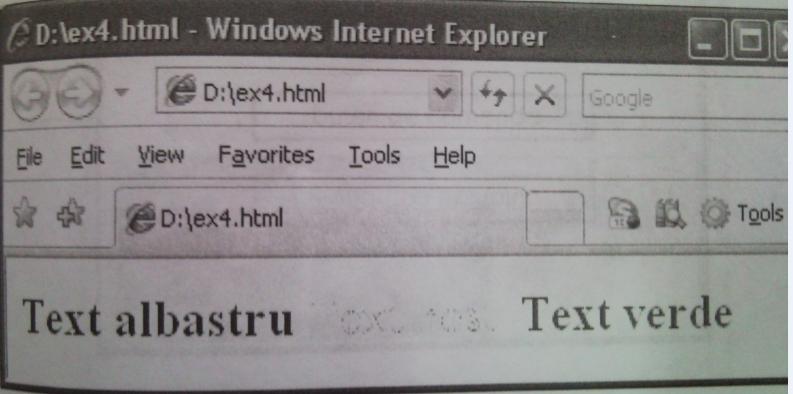 D:\ex4.html - Windows Internet Explorer
D:\ex4.html Google
File Edit View Favorites Tools Help
D:\ex4.html Tools
Text albastru Text Text verde